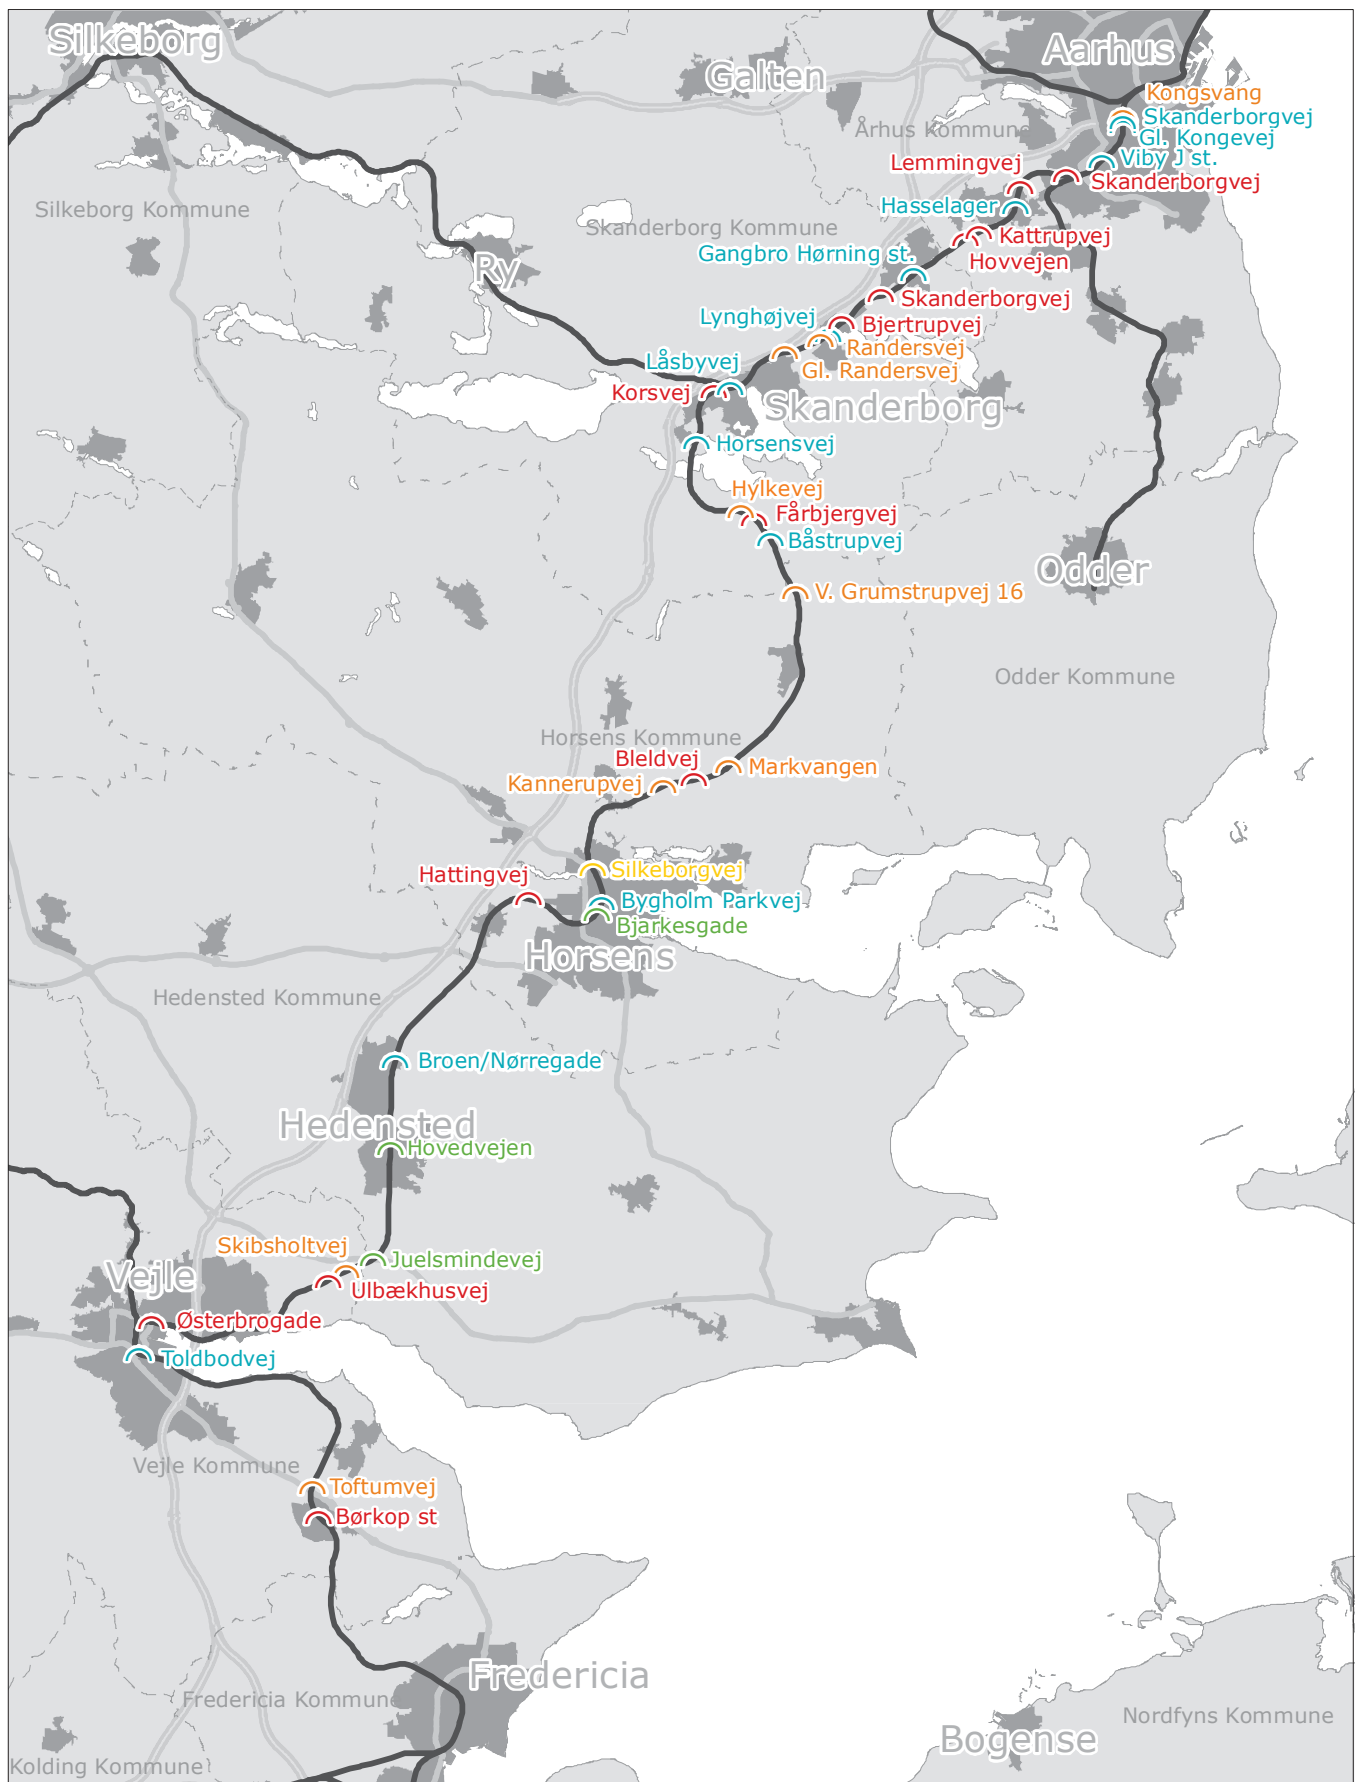 Silkeborg
Aarhus
Galten
Kongsvang
Skanderborgvej
Århus Kommune
Gl. Kongevej
Viby J st.
Lemmingvej
Skanderborgvej
Silkeborg Kommune
Hasselager
Skanderborg Kommune
Kattrupvej
Gangbro Hørning st.
Hovvejen
Ry
Skanderborgvej
Lynghøjvej
Bjertrupvej
Randersvej
Låsbyvej
Gl. Randersvej
Korsvej
Skanderborg
Horsensvej
Hylkevej
Fårbjergvej
Båstrupvej
Odder
V. Grumstrupvej 16
Odder Kommune
Horsens Kommune
Bleldvej
Markvangen
Kannerupvej
Silkeborgvej
Hattingvej
Bygholm Parkvej
Bjarkesgade
Horsens
Hedensted Kommune
Broen/Nørregade
Hedensted
Hovedvejen
Skibsholtvej
Juelsmindevej
Vejle
Ulbækhusvej
Østerbrogade
Toldbodvej
Vejle Kommune
Toftumvej
Børkop st
Fredericia
Fredericia Kommune
Nordfyns Kommune
Bogense
Kolding Kommune